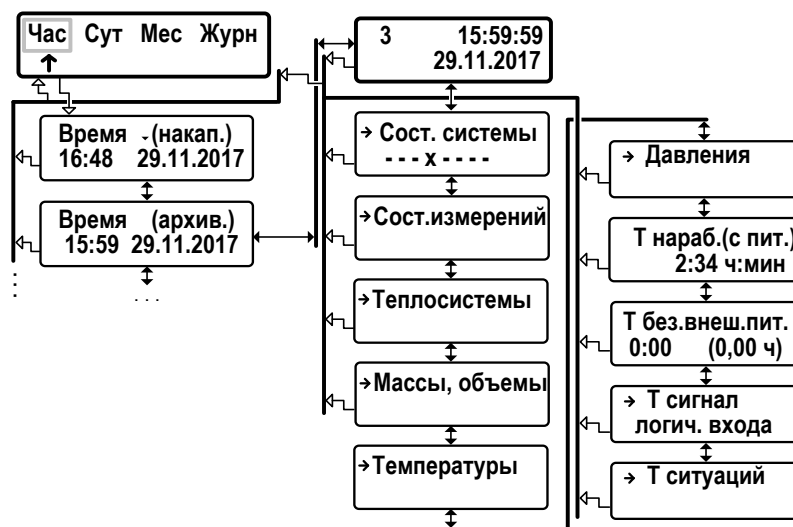 Час Сут Мес Журн
Время (накап.)
16:48 29.11.2017
Время (архив.)
15:59 29.11.2017
. . .
3 15:59:59
29.11.2017
→ Сост. системы
- - - x - - - -
→Сост.измерений
→Теплосистемы
→Массы, объемы
→Температуры
→ Давления
Т нараб.(с пит.)
2:34 ч:мин
Т без.внеш.пит.
0:00 (0,00 ч)
→ Т сигнал
логич. входа
→ Т ситуаций